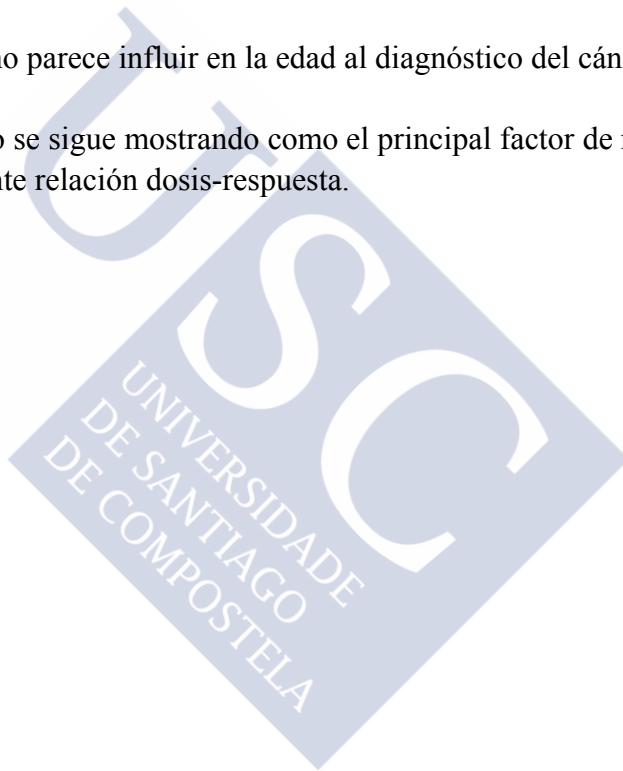 no parece influir en la edad al diagnóstico del
se sigue mostrando como el principal factor de
relación dosis-respuesta.
USC
UNIVERSIDADE
DE SANTIAGO
DE COMPOSTELA